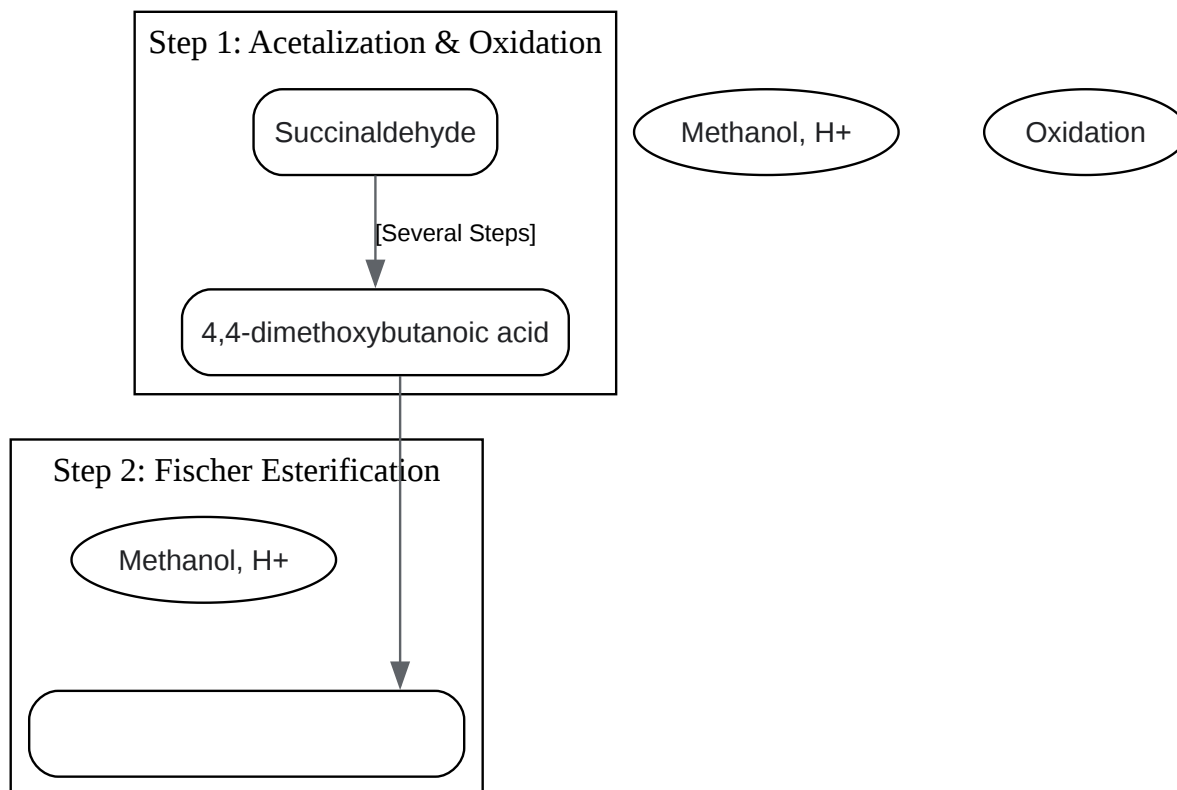 Step 1: Acetalization & Oxidation
Succinaldehyde
Methanol, H+
Oxidation
[Several Steps]
4,4-dimethoxybutanoic acid
Step 2: Fischer Esterification
Methanol, H+